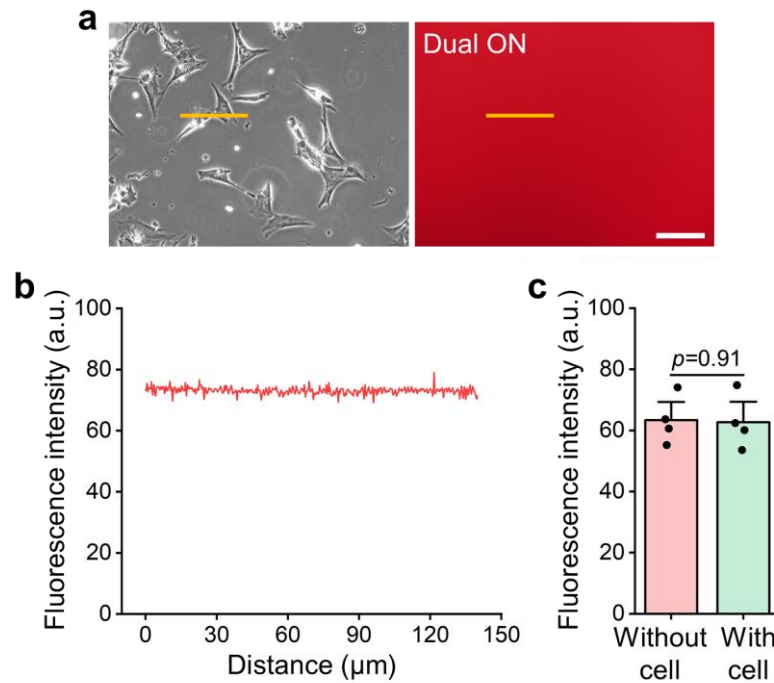 a
Dual ON
b
Fluorescence intensity (a.u.)
100
80
60
40
20
0
0 30 60 90 120 150
Distance (µm)
c
Fluorescence intensity (a.u.)
100
80
60
40
20
0
p=0.91
Without With
cell cell